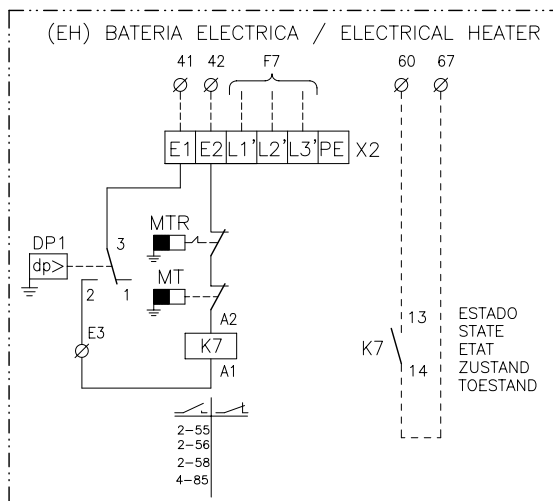 (EH) BATERIA ELECTRICA / ELECTRICAL HEATER
41 42 F7 60 67
E1 E2 L1' L2' L3' PE X2
MTR
DP1 3
dp>
MT
2 1
A2 13 ESTADO
E3 STATE
K7 K7 ETAT
A1 14 ZUSTAND
TOESTAND
2-55
2-56
2-58
4-85